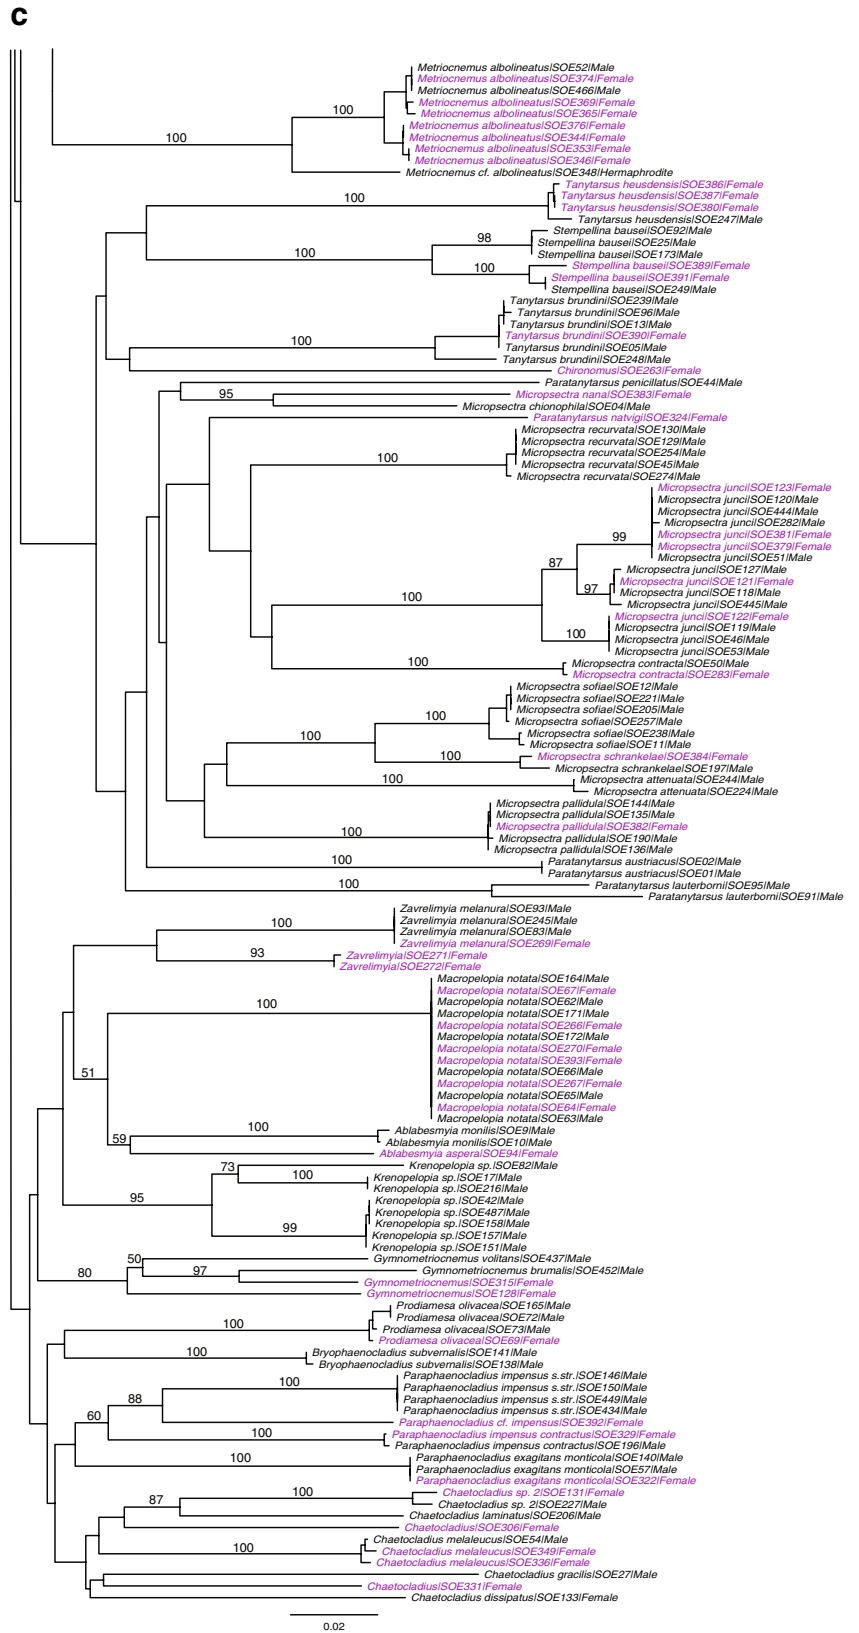 c
Metriocnemus albolineatus|SOE52|Male
Metriocnemus albolineatus|SOE374|Female
Metriocnemus albolineatus|SOE466|Male
Metriocnemus albolineatus|SOE369|Female
100
Metriocnemus albolineatus|SOE365|Female
Metriocnemus albolineatus|SOE376|Female
Metriocnemus albolineatus|SOE344|Female
100
Metriocnemus albolineatus|SOE353|Female
Metriocnemus albolineatus|SOE346|Female
Metriocnemus cf. albolineatus|SOE348|Hermaphrodite
Tanytarsus heusdensis|SOE386|Female
100
Tanytarsus heusdensis|SOE387|Female
Tanytarsus heusdensis|SOE380|Female
Tanytarsus heusdensis|SOE247|Male
Stempellina bausei|SOE92|Male
98
Stempellina bausei|SOE25|Male
100
Stempellina bausei|SOE173|Male
100
Stempellina bausei|SOE389|Female
Stempellina bausei|SOE391|Female
Stempellina bausei|SOE249|Male
Tanytarsus brundini|SOE239|Male
Tanytarsus brundini|SOE96|Male
Tanytarsus brundini|SOE13|Male
Tanytarsus brundini|SOE390|Female
100
Tanytarsus brundini|SOE05|Male
Tanytarsus brundini|SOE248|Male
Chironomus|SOE263|Female
Paratanytarsus penicillatus|SOE44|Male
95
Micropsectra nana|SOE383|Female
Micropsectra chionophila|SOE04|Male
Paratanytarsus natvigi|SOE324|Female
Micropsectra recurvata|SOE130|Male
Micropsectra recurvata|SOE129|Male
Micropsectra recurvata|SOE254|Male
100
Micropsectra recurvata|SOE45|Male
Micropsectra recurvata|SOE274|Male
Micropsectra junci|SOE123|Female
Micropsectra junci|SOE120|Male
Micropsectra junci|SOE444|Male
Micropsectra junci|SOE282|Male
99
Micropsectra junci|SOE381|Female
Micropsectra junci|SOE379|Female
Micropsectra junci|SOE51|Male
87
Micropsectra junci|SOE127|Male
Micropsectra junci|SOE121|Female
97
Micropsectra junci|SOE118|Male
100
Micropsectra junci|SOE445|Male
Micropsectra junci|SOE122|Female
Micropsectra junci|SOE119|Male
100
Micropsectra junci|SOE46|Male
Micropsectra junci|SOE53|Male
100
Micropsectra contracta|SOE50|Male
Micropsectra contracta|SOE283|Female
Micropsectra sofiae|SOE12|Male
Micropsectra sofiae|SOE221|Male
Micropsectra sofiae|SOE205|Male
100
Micropsectra sofiae|SOE257|Male
100
Micropsectra sofiae|SOE238|Male
Micropsectra sofiae|SOE11|Male
100
Micropsectra schrankelae|SOE384|Female
Micropsectra schrankelae|SOE197|Male
100
Micropsectra attenuata|SOE244|Male
Micropsectra attenuata|SOE224|Male
Micropsectra pallidula|SOE144|Male
Micropsectra pallidula|SOE135|Male
Micropsectra pallidula|SOE382|Female
100
Micropsectra pallidula|SOE190|Male
Micropsectra pallidula|SOE136|Male
100
Paratanytarsus austriacus|SOE02|Male
Paratanytarsus austriacus|SOE01|Male
100
Paratanytarsus lauterborni|SOE95|Male
Paratanytarsus lauterborni|SOE91|Male
Zavrelimyia melanura|SOE93|Male
Zavrelimyia melanura|SOE245|Male
100
Zavrelimyia melanura|SOE83|Male
Zavrelimyia melanura|SOE269|Female
93
Zavrelimyia|SOE271|Female
Zavrelimyia|SOE272|Female
Macropelopia notata|SOE164|Male
Macropelopia notata|SOE67|Female
100
Macropelopia notata|SOE62|Male
Macropelopia notata|SOE171|Male
Macropelopia notata|SOE266|Female
Macropelopia notata|SOE172|Male
Macropelopia notata|SOE270|Female
Macropelopia notata|SOE393|Female
51
Macropelopia notata|SOE66|Male
Macropelopia notata|SOE267|Female
Macropelopia notata|SOE65|Male
Macropelopia notata|SOE64|Female
Macropelopia notata|SOE63|Male
100
Ablabesmyia monilis|SOE9|Male
59
Ablabesmyia monilis|SOE10|Male
Ablabesmyia aspera|SOE94|Female
73
Krenopelopia sp.|SOE82|Male
100
Krenopelopia sp.|SOE17|Male
Krenopelopia sp.|SOE216|Male
95
Krenopelopia sp.|SOE42|Male
Krenopelopia sp.|SOE487|Male
99
Krenopelopia sp.|SOE158|Male
Krenopelopia sp.|SOE157|Male
Krenopelopia sp.|SOE151|Male
50
Gymnometriocnemus volitans|SOE437|Male
80
97
Gymnometriocnemus brumalis|SOE452|Male
Gymnometriocnemus|SOE315|Female
Gymnometriocnemus|SOE128|Female
Prodiamesa olivacea|SOE165|Male
Prodiamesa olivacea|SOE72|Male
100
Prodiamesa olivacea|SOE73|Male
Prodiamesa olivacea|SOE69|Female
100
Bryophaenocladius subvernalis|SOE141|Male
Bryophaenocladius subvernalis|SOE138|Male
Paraphaenocladius impensus s.str.|SOE146|Male
100
Paraphaenocladius impensus s.str.|SOE150|Male
88
Paraphaenocladius impensus s.str.|SOE449|Male
Paraphaenocladius impensus s.str.|SOE434|Male
60
Paraphaenocladius cf. impensus|SOE392|Female
100
Paraphaenocladius impensus contractus|SOE329|Female
Paraphaenocladius impensus contractus|SOE196|Male
100
Paraphaenocladius exagitans monticola|SOE140|Male
Paraphaenocladius exagitans monticola|SOE57|Male
Paraphaenocladius exagitans monticola|SOE322|Female
100
Chaetocladius sp. 2|SOE131|Female
87
Chaetocladius sp. 2|SOE227|Male
Chaetocladius laminatus|SOE206|Male
Chaetocladius|SOE306|Female
Chaetocladius melaleucus|SOE54|Male
100
Chaetocladius melaleucus|SOE349|Female
Chaetocladius melaleucus|SOE336|Female
Chaetocladius gracilis|SOE27|Male
Chaetocladius|SOE331|Female
Chaetocladius dissipatus|SOE133|Female
0.02